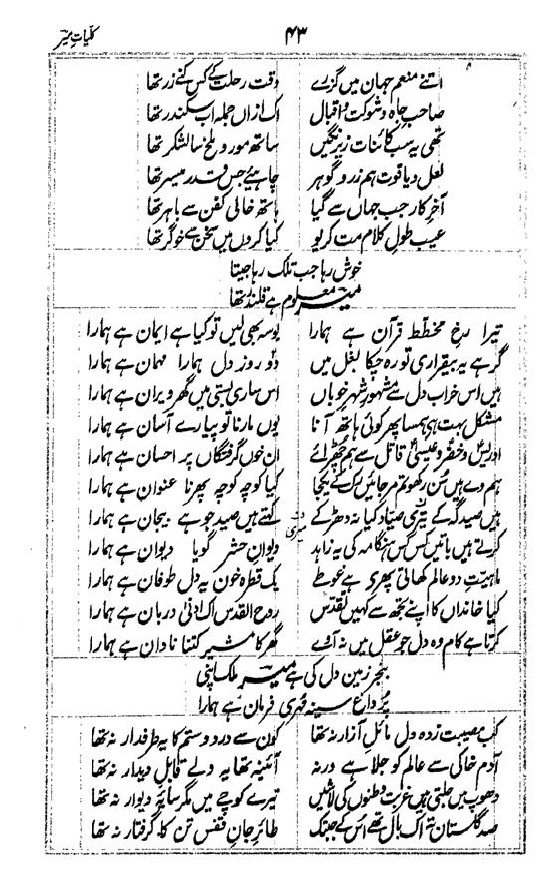 کلیاتِ میر
۴۳
اتنے منعم جہان میں گزرے وقت رحلت کے کس کنے زر تھا
صاحبِ جاہ و شوکت و اقبال اک ازاں جملہ اب سکندر تھا
تھی یہ سب کائنات زیرِ نگیں ساتھ مور و ملخ سا لشکر تھا
لعل و یاقوت ہم زر و گوہر چاہیے جس قدر میسر تھا
آخرِ کار جب جہاں سے گیا ہاتھ خالی کفن سے باہر تھا
عیب طولِ کلام مت کریو کیا کروں میں سخن سے خوگر تھا
خوش رہا جب تلک رہا جیتا
میر معلوم ہے قلندر تھا
تیرا رخِ مخطط قرآن ہے ہمارا بوسہ بھی لیں تو کیا ہے ایمان ہے ہمارا
گر ہے یہ بیقراری تو رہ چکا بغل میں دو روز دل ہمارا مہمان ہے ہمارا
ہیں اس خراب دل سے مشہور شہرِ خوباں اس ساری بستی میں گھر ویران ہے ہمارا
مشکل بہت ہے ہم سا پھر کوئی ہاتھ آنا یوں مارنا تو پیارے آسان ہے ہمارا
ادریس و خضر و عیسیٰ قاتل سے ہم چھڑائے ان خوں گرفتگاں پر احسان ہے ہمارا
ہم وے ہیں سن رکھو تم مر جائیں رک کے یکجا کیا کوچہ کوچہ پھرنا عنوان ہے ہمارا
ہیں صید گہ کے میری صیاد کیا نہ دھڑکے کہتے ہیں صید جو ہے بیجان ہے ہمارا
کرتے ہیں باتیں کس کس ہنگامہ کی یہ زاہد دیوانِ حشر گویا دیوان ہے ہمارا
ماہیتِ دو عالم کھاتی پھری ہے غوطے یک قطرہ خون یہ دل طوفان ہے ہمارا
کیا خانداں کا اپنے تجھ سے کہیں تقدس روح القدس اک ادنیٰ دربان ہے ہمارا
کرتا ہے کام وہ دل جو عقل میں نہ آوے گھر کا مشیر کتنا نادان ہے ہمارا
بنجر زمین دل کی ہے میر ملک اپنی
پر داغ سینہ مہری فرمان ہے ہمارا
کب مصیبت زدہ دل مائلِ آزار نہ تھا کون سے درد و ستم کا یہ طرفدار نہ تھا
آدمِ خاکی سے عالم کو جلا ہے ورنہ آئینہ تھا یہ ولے قابلِ دیدار نہ تھا
دھوپ میں جلتی ہیں غربت وطنوں کی لاشیں تیرے کوچے میں مگر سایۂ دیوار نہ تھا
صد گلستاں تہِ یک بال تھے اس کے جب تک طائرِ جاں قفسِ تن کا گرفتار نہ تھا